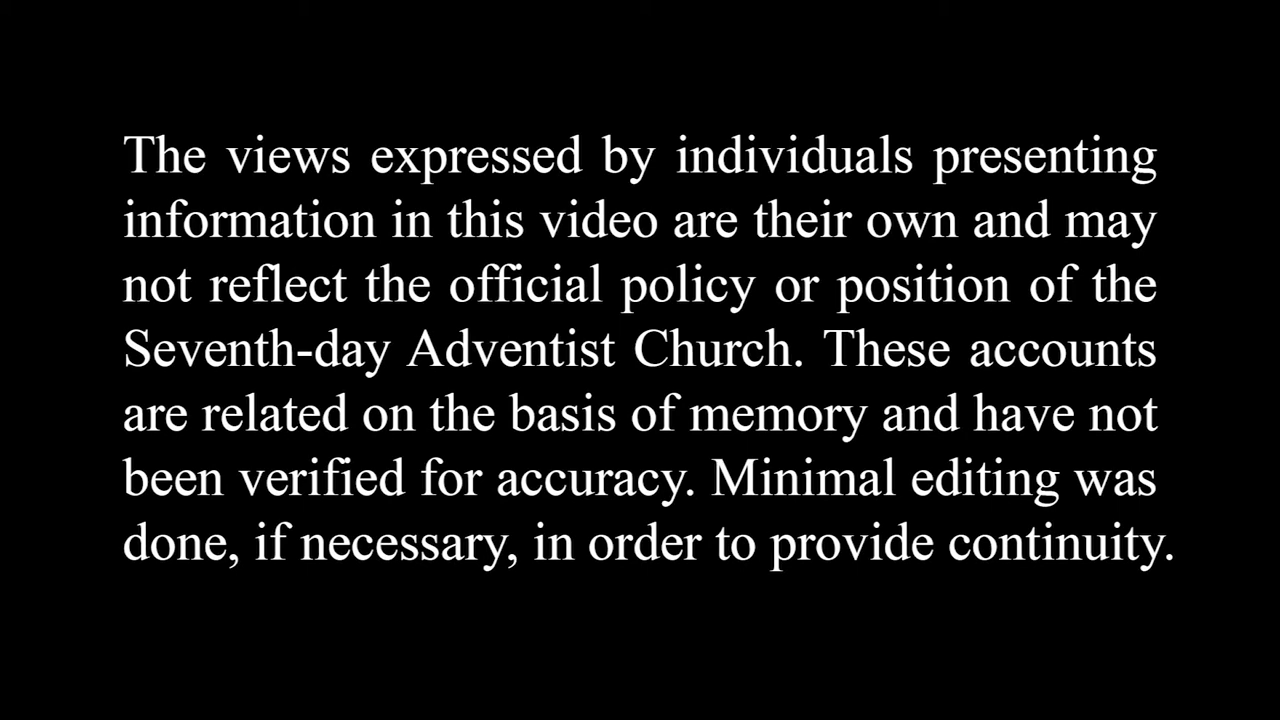 The views expressed by individuals presenting
information in this video are their own and may
not reflect the official policy or position of the
Seventh-day Adventist Church. These accounts
are related on the basis of memory and have not
been verified for accuracy. Minimal editing was
done, if necessary, in order to provide continuity.